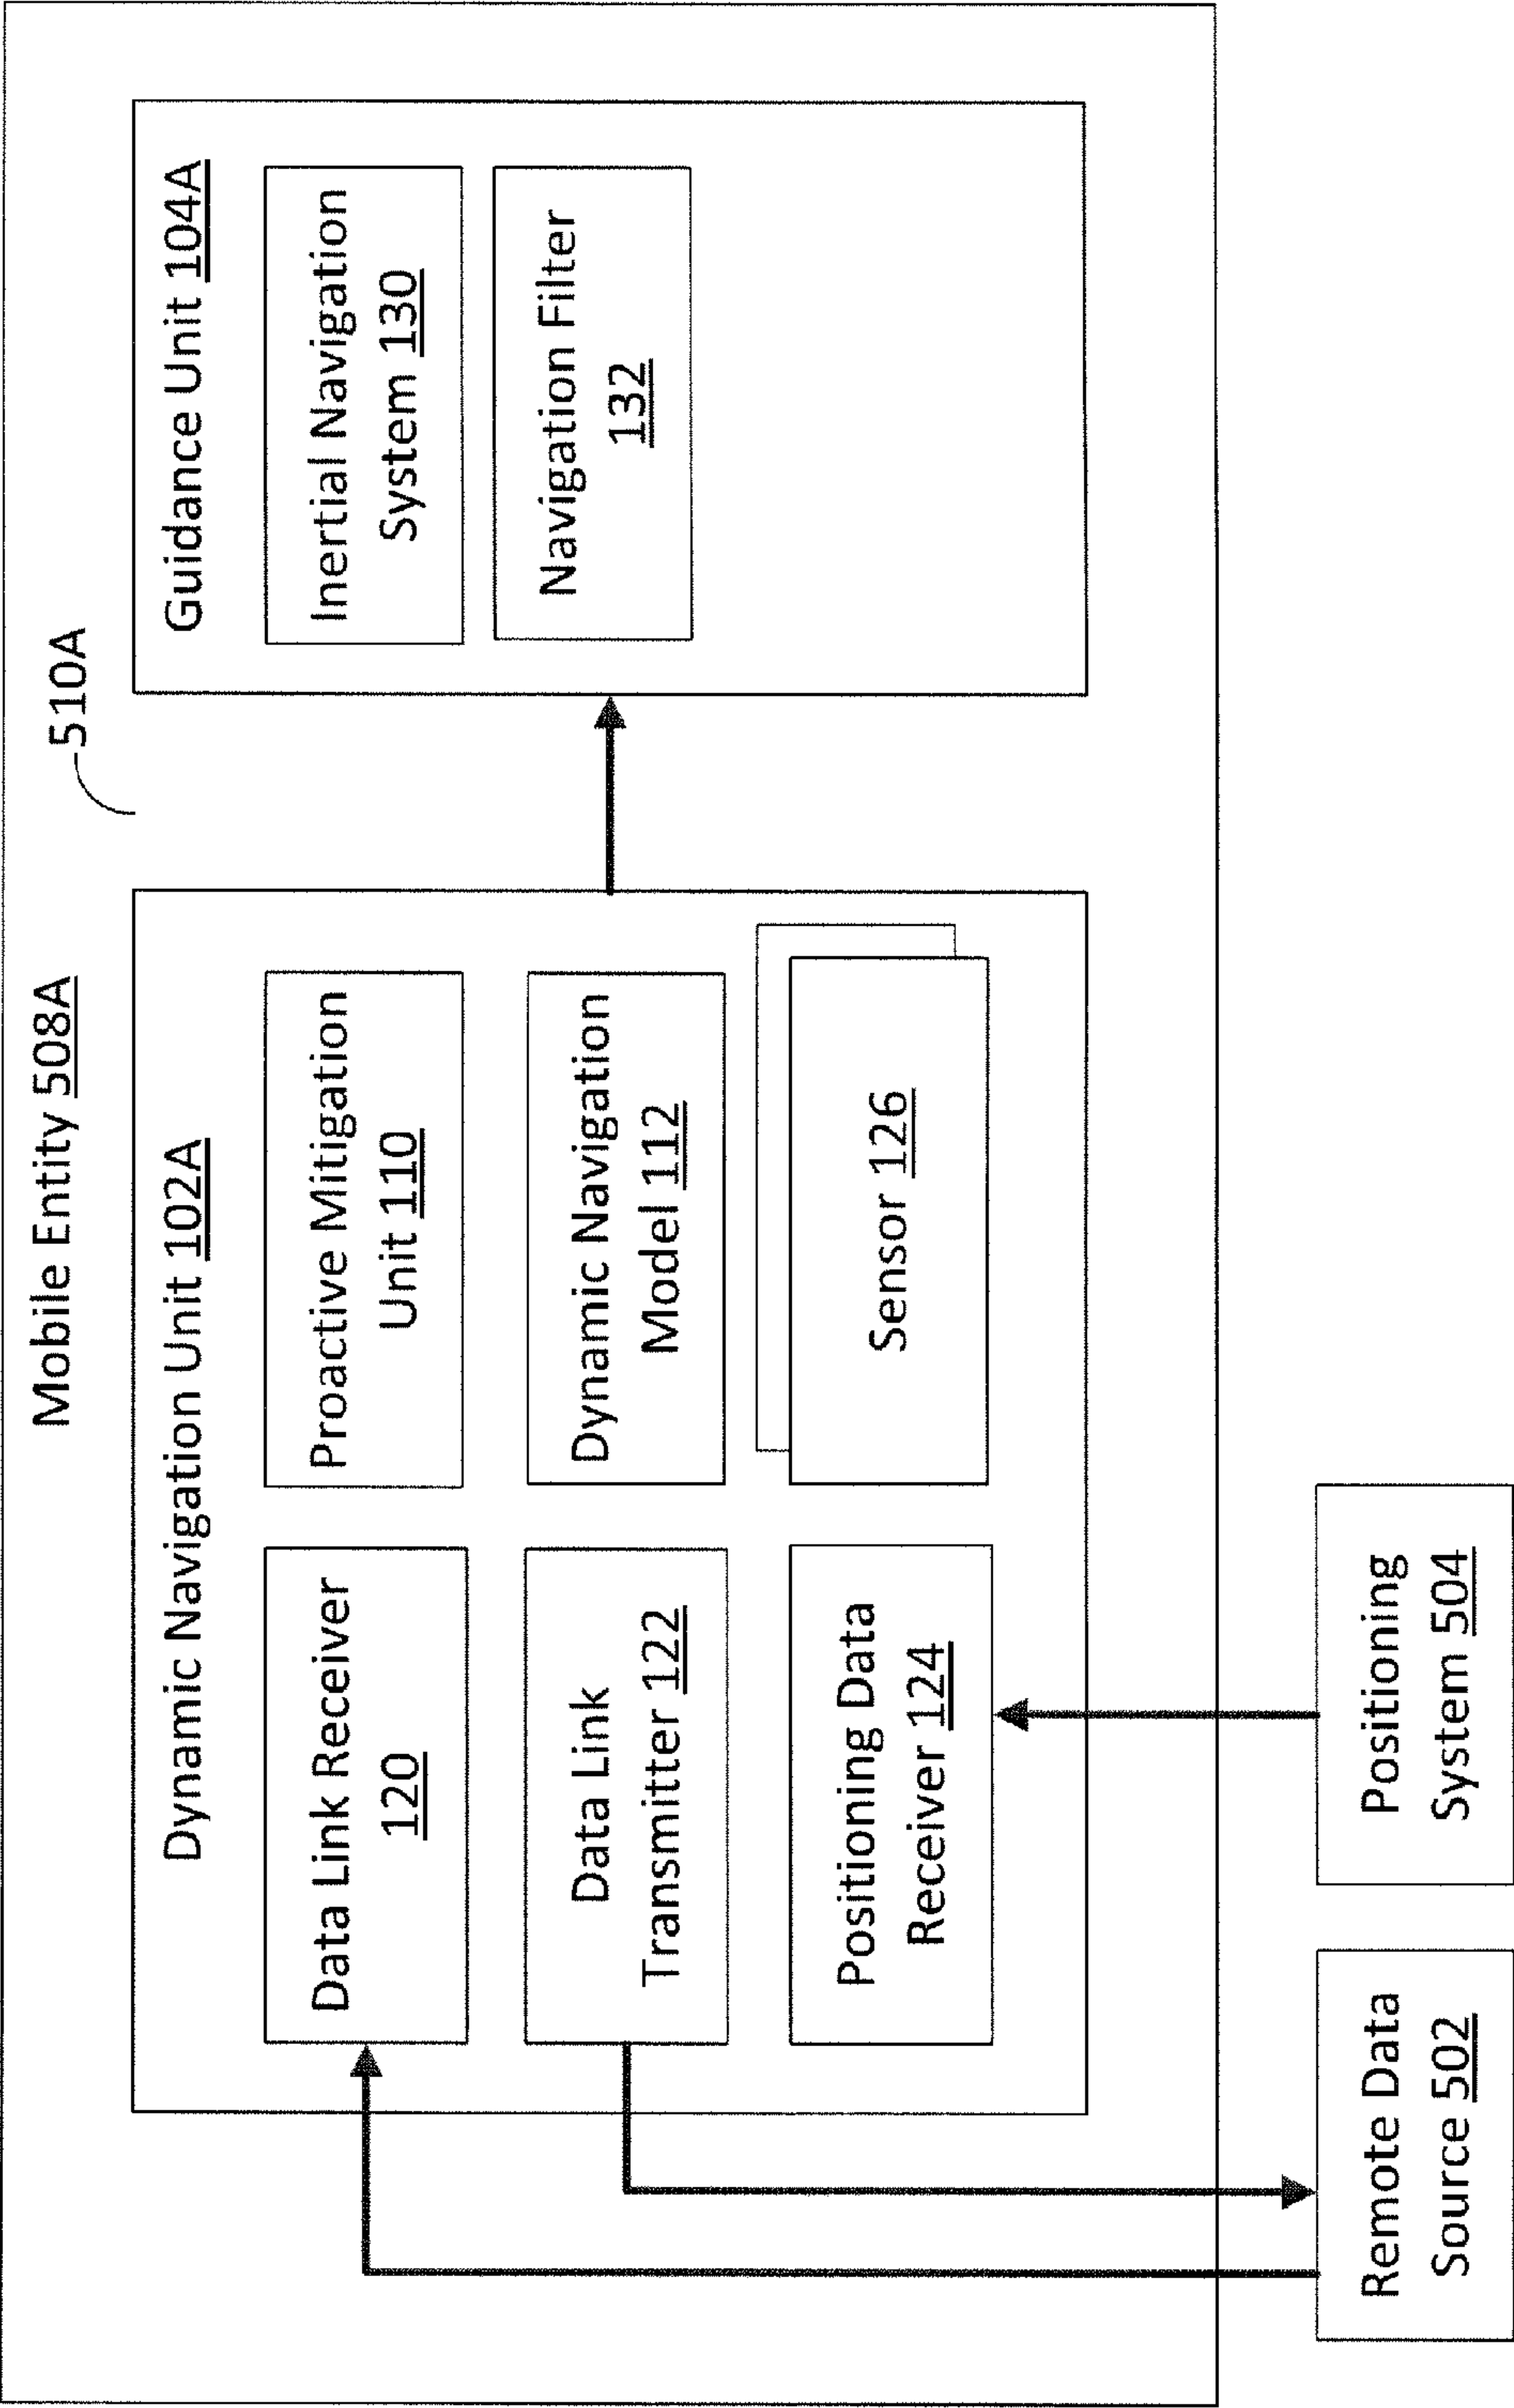 Mobile Entity 508A
510A
Dynamic Navigation Unit 102A
Data Link Receiver
120
Data Link
Transmitter 122
Positioning Data
Receiver 124
Proactive Mitigation
Unit 110
Dynamic Navigation
Model 112
Sensor 126
Guidance Unit 104A
Inertial Navigation
System 130
Navigation Filter
132
Remote Data
Source 502
Positioning
System 504